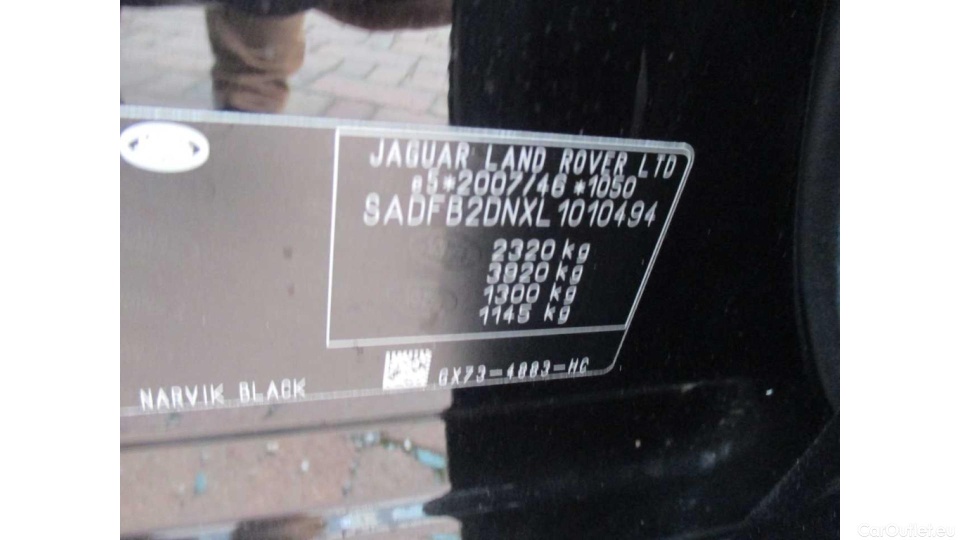 JAGUAR LAND ROVER LTD
e5*2007/46*1050
SADFB2DNXL1010494
2320 kg
3820 kg
1300 kg
1145 kg
GX73-4883-HC
NARVIK BLACK
CarOutlet.eu